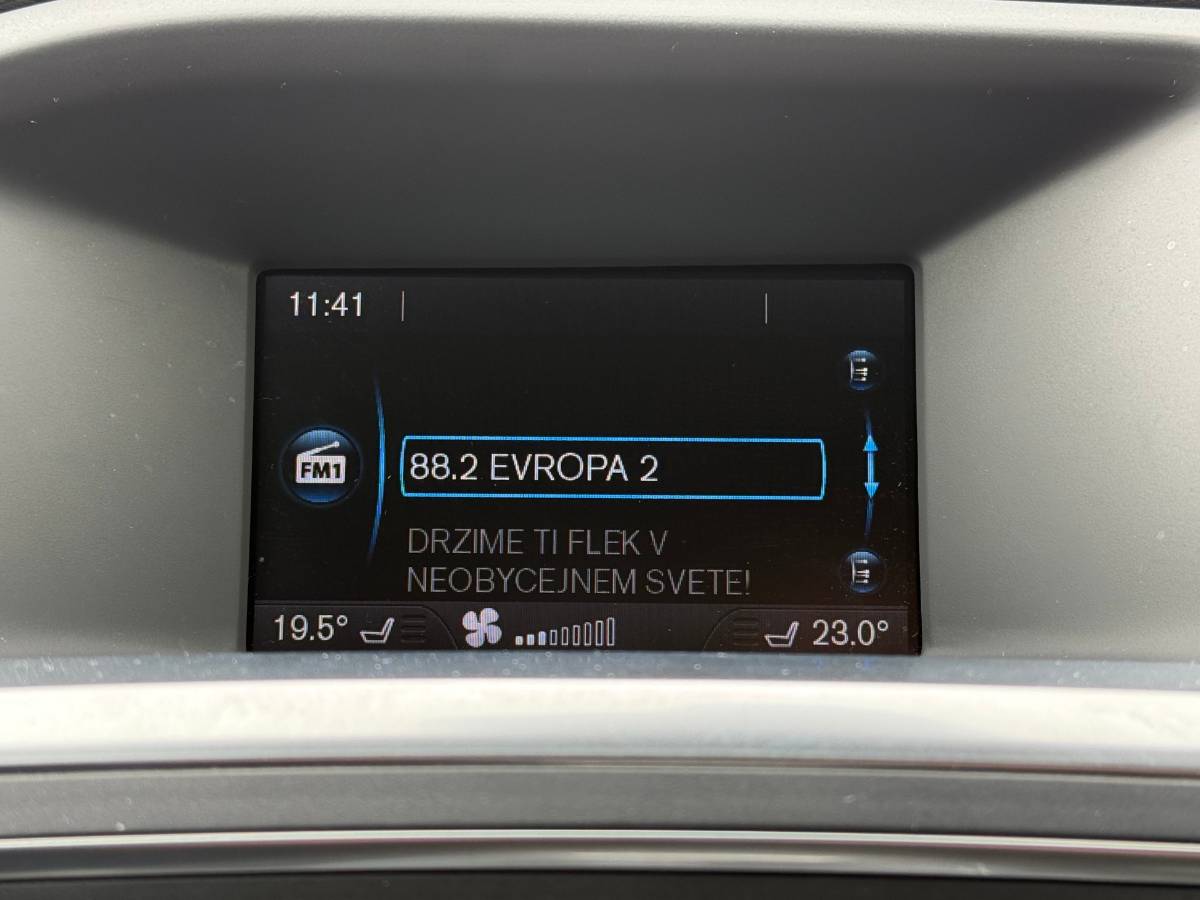 11:41
FM1
88.2 EVROPA 2
DRZIME TI FLEK V
NEOBYCEJNEM SVETE!
19.5° 23.0°